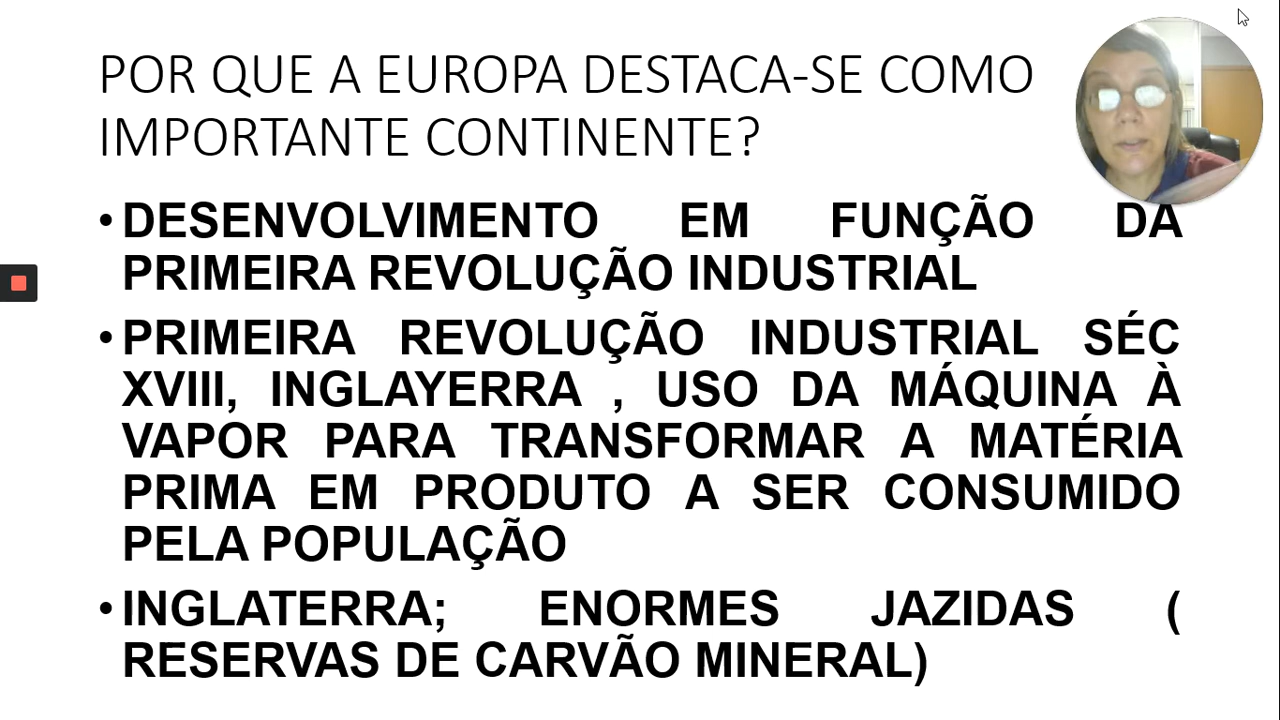 POR QUE A EUROPA DESTACA-SE COMO
IMPORTANTE CONTINENTE?
• DESENVOLVIMENTO EM FUNÇÃO DA
PRIMEIRA REVOLUÇÃO INDUSTRIAL
• PRIMEIRA REVOLUÇÃO INDUSTRIAL SÉC
XVIII, INGLAYERRA , USO DA MÁQUINA À
VAPOR PARA TRANSFORMAR A MATÉRIA
PRIMA EM PRODUTO A SER CONSUMIDO
PELA POPULAÇÃO
• INGLATERRA; ENORMES JAZIDAS (
RESERVAS DE CARVÃO MINERAL)